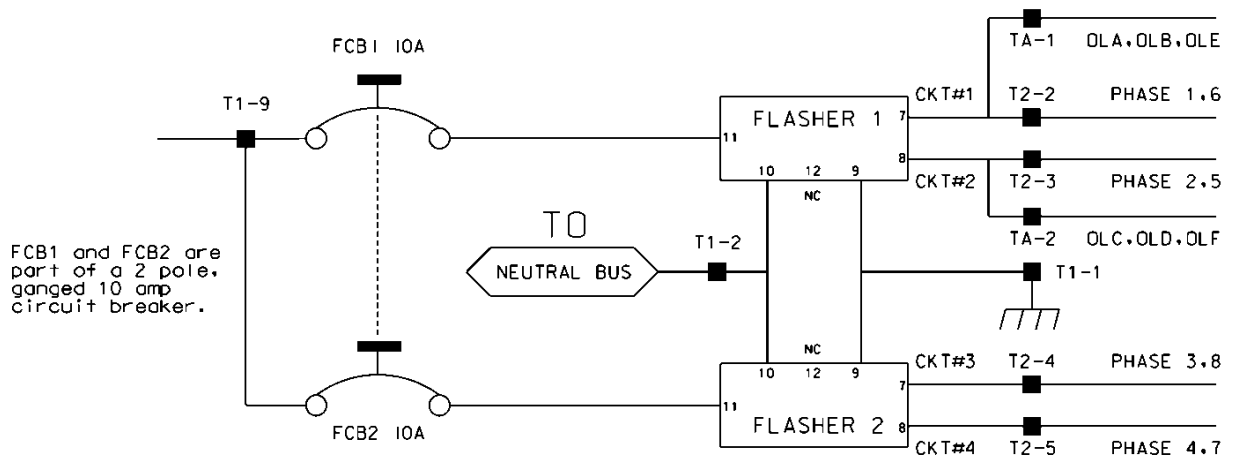 FCB1 10A
T1-9
TA-1 OLA,OLB,OLE
CKT#1 T2-2 PHASE 1,6
7
FLASHER 1
11
8
10 12 9
NC
CKT#2 T2-3 PHASE 2,5
TA-2 OLC,OLD,OLF
TO
NEUTRAL BUS
T1-2
T1-1
FCB1 and FCB2 are
part of a 2 pole,
ganged 10 amp
circuit breaker.
NC
10 12 9
CKT#3 T2-4 PHASE 3,8
7
11
FLASHER 2
8
FCB2 10A
CKT#4 T2-5 PHASE 4,7